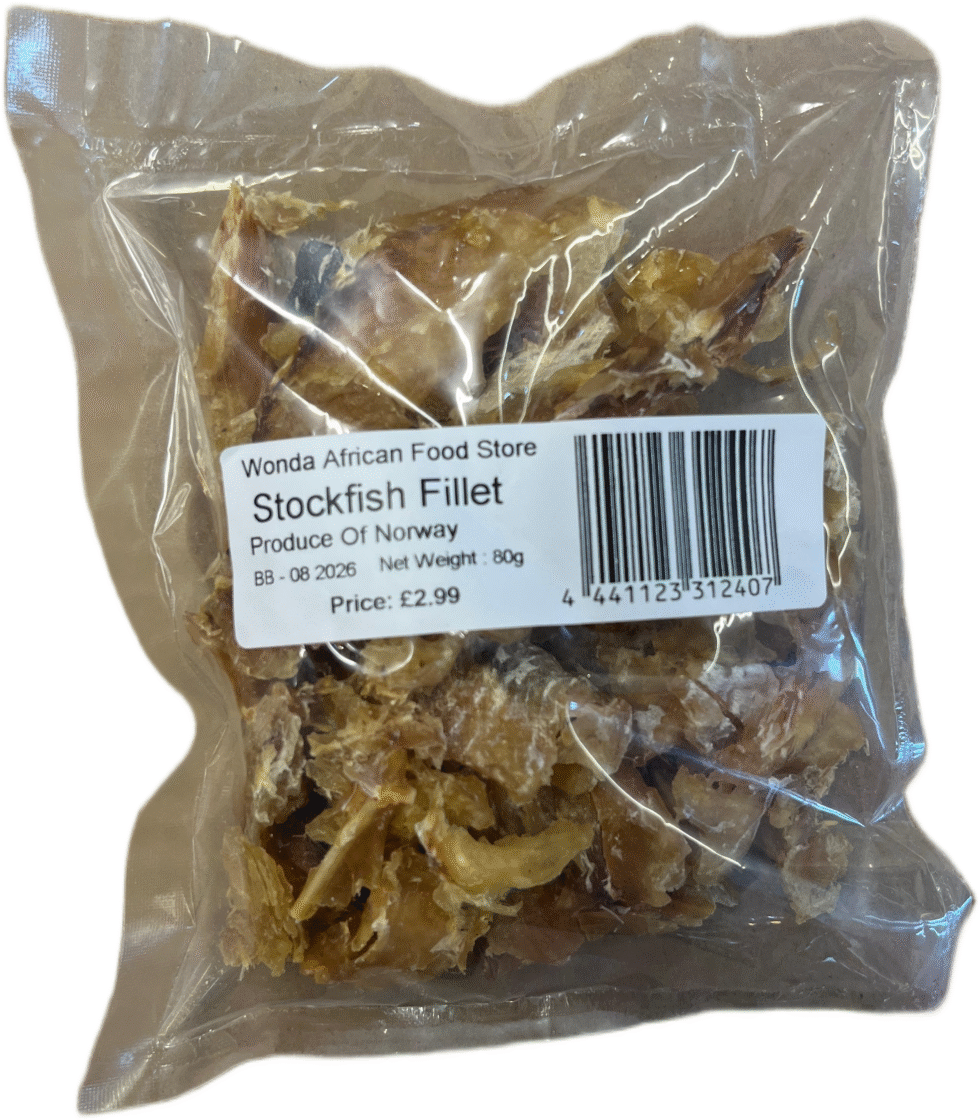 Wonda African Food Store
Stockfish Fillet
Produce Of Norway
BB - 08 2026 Net Weight : 80g
Price: £2.99
4 441123 312407